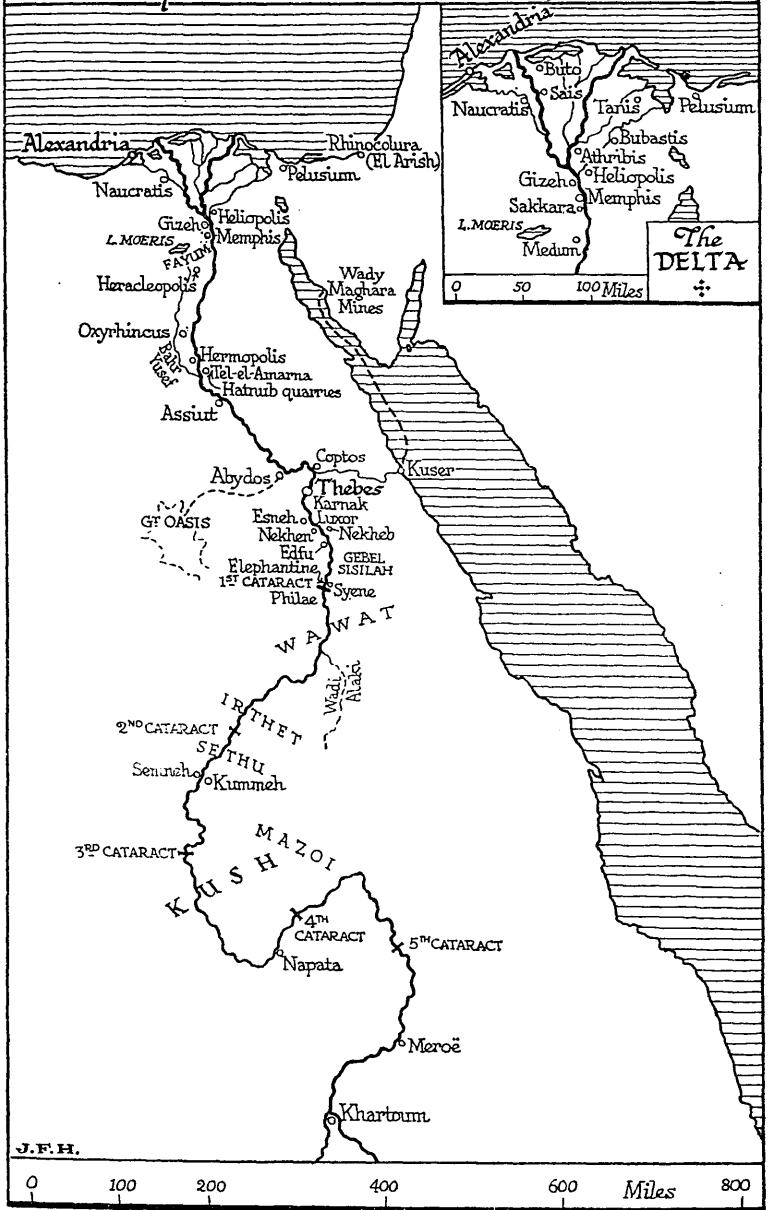 Alexandria
Buto
Sais
Naucratis
Tanis
Pelusium
Bubastis
Athribis
Heliopolis
Gizeh
Memphis
Sakkara
L. MOERIS
Medum
The
DELTA
0 50 100 Miles
Alexandria
Rhinocolura
(El Arish)
Pelusium
Naucratis
Heliopolis
Gizeh
Memphis
L. MOERIS
FAYUM
Heracleopolis
Wady
Maghara
Mines
Oxyrhincus
Bahr
Yusef
Hermopolis
Tel-el-Amarna
Hatnub quarries
Assiut
Coptos
Kuser
Abydos
Thebes
Karnak
Luxor
GT OASIS
Esneh
Nekhen
Nekheb
Edfu
GEBEL
SISILAH
Elephantine
1ST CATARACT
Syene
Philae
WAWAT
Wadi
Alaki
IRTHET
2ND CATARACT
SETHU
Semneh
Kummeh
MAZOI
3RD CATARACT
KUSH
4TH
CATARACT
5TH CATARACT
Napata
Meroë
Khartoum
J.F.H.
0 100 200 400 600 Miles 800